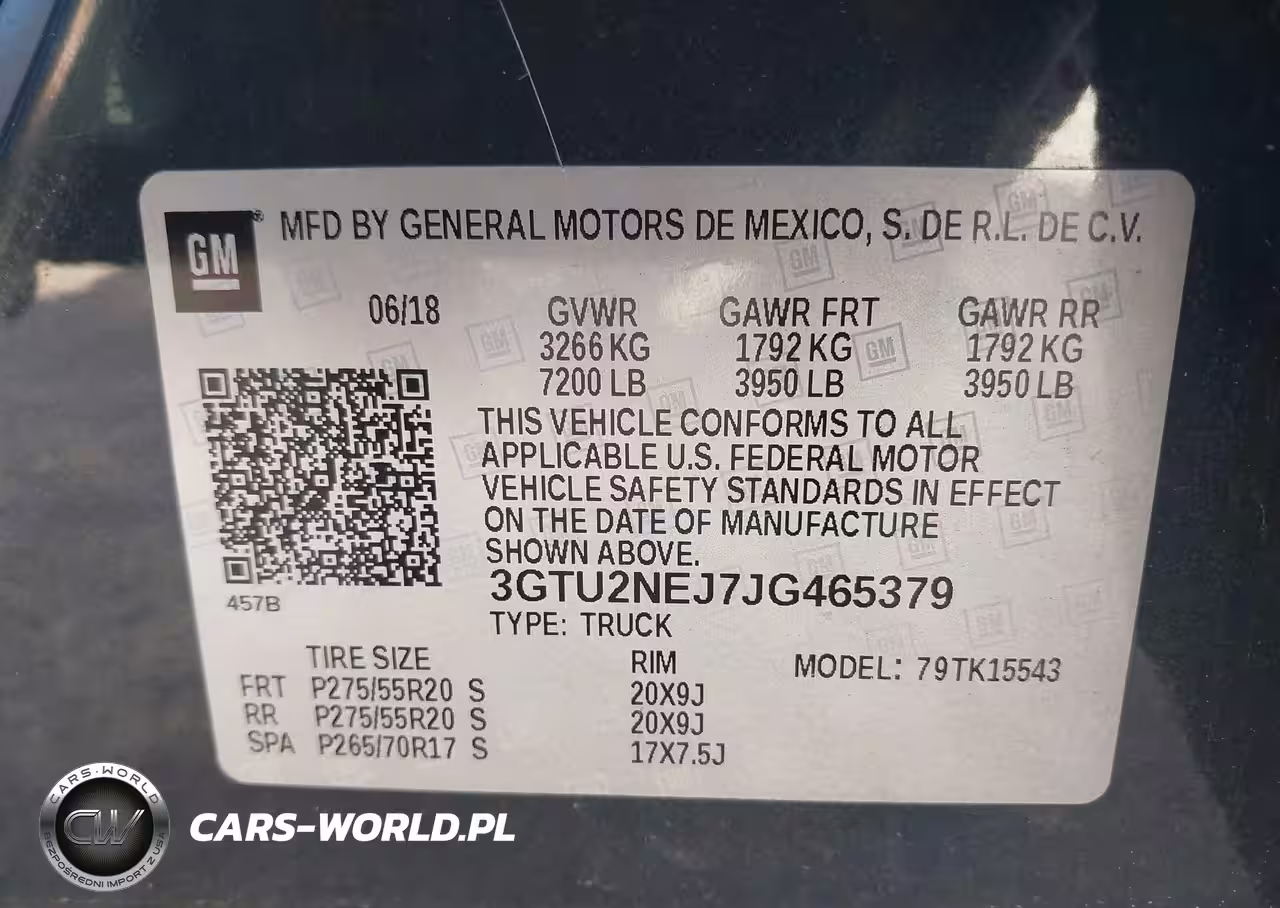 GM® MFD BY GENERAL MOTORS DE MEXICO, S. DE R.L. DE C.V.
06/18 GVWR GAWR FRT GAWR RR
3266 KG 1792 KG 1792 KG
7200 LB 3950 LB 3950 LB
THIS VEHICLE CONFORMS TO ALL
APPLICABLE U.S. FEDERAL MOTOR
VEHICLE SAFETY STANDARDS IN EFFECT
ON THE DATE OF MANUFACTURE
SHOWN ABOVE.
3GTU2NEJ7JG465379
457B
TYPE: TRUCK
TIRE SIZE RIM MODEL: 79TK15543
FRT P275/55R20 S 20X9J
RR P275/55R20 S 20X9J
SPA P265/70R17 S 17X7.5J
CARS-WORLD
CW
BEZPOŚREDNI IMPORT Z USA
CARS-WORLD.PL